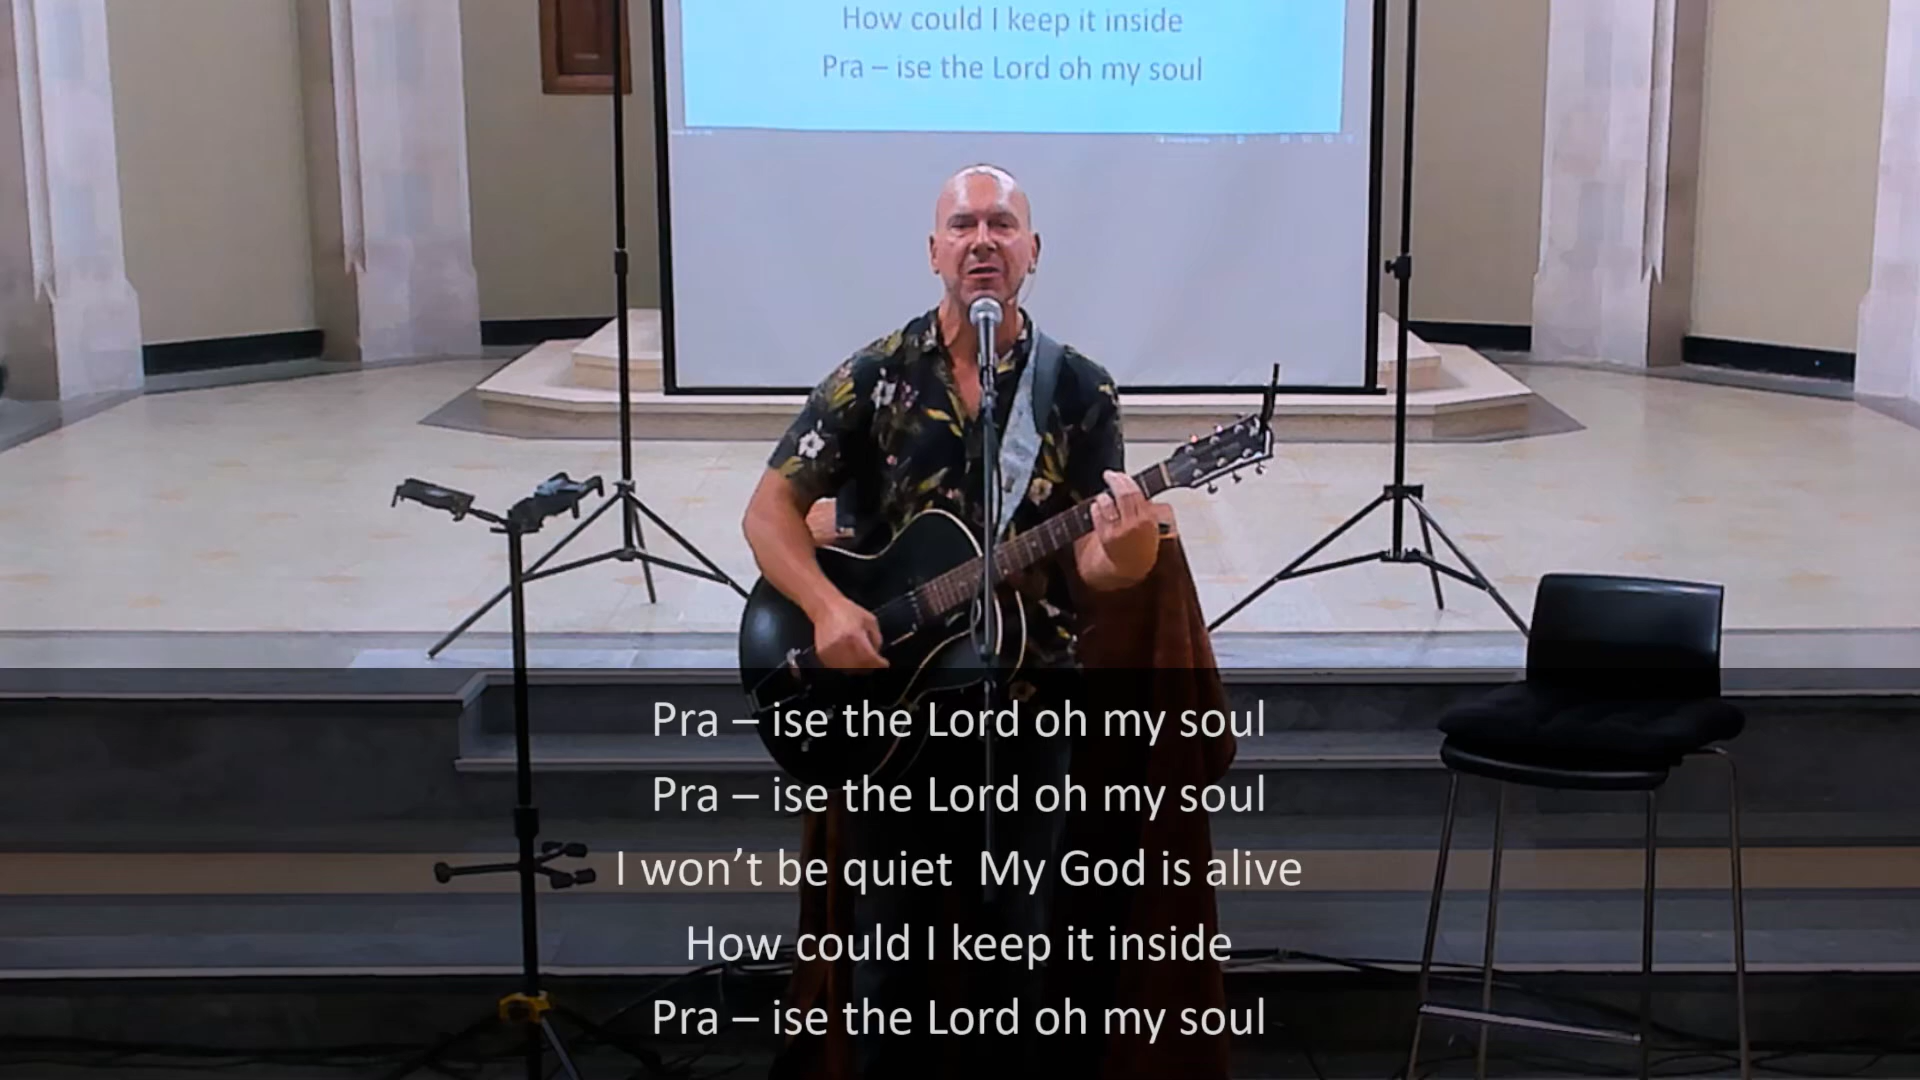 How could I keep it inside
Pra – ise the Lord oh my soul
Pra – ise the Lord oh my soul
Pra – ise the Lord oh my soul
I won’t be quiet  My God is alive
How could I keep it inside
Pra – ise the Lord oh my soul